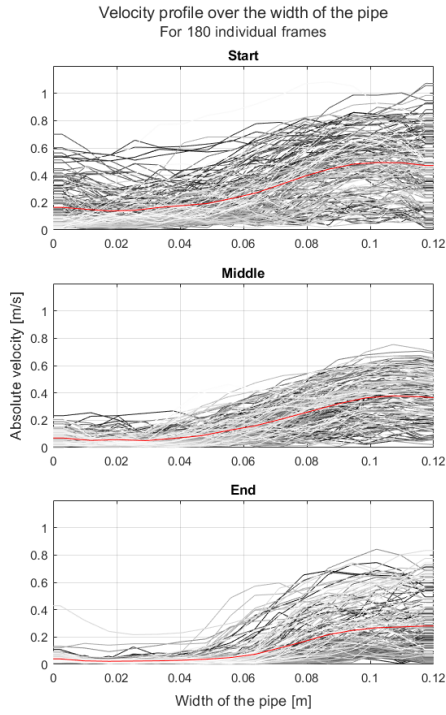 Velocity profile over the width of the pipe
For 180 individual frames
Start
1
0.8
0.6
0.4
0.2
0
0 0.02 0.04 0.06 0.08 0.1 0.12
Middle
Absolute velocity [m/s]
1
0.8
0.6
0.4
0.2
0
0 0.02 0.04 0.06 0.08 0.1 0.12
End
1
0.8
0.6
0.4
0.2
0
0 0.02 0.04 0.06 0.08 0.1 0.12
Width of the pipe [m]